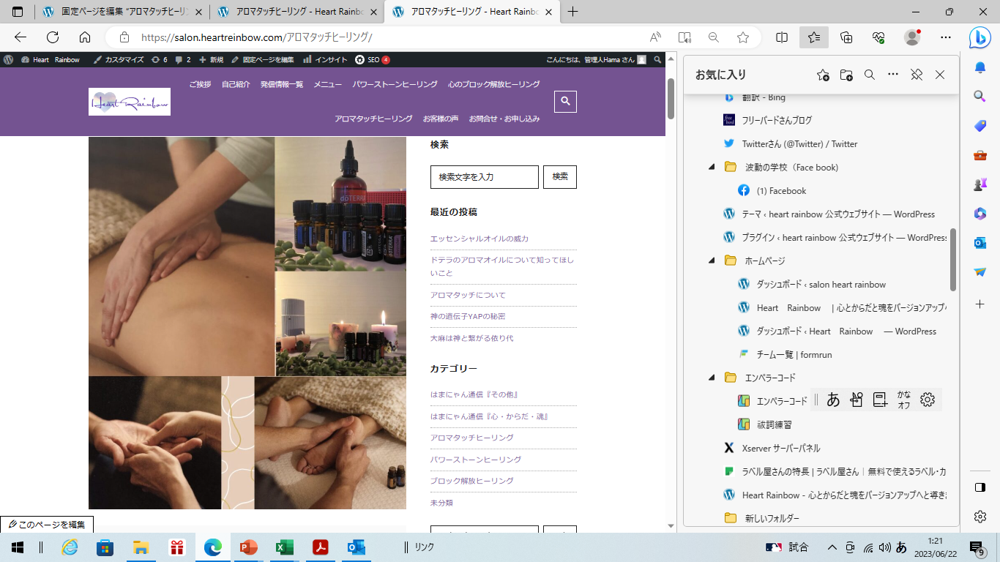 固定ページを編集 "アロマタッチヒーリン
アロマタッチヒーリング - Heart Rainbo
アロマタッチヒーリング - Heart Rein
https://salon.heartreinbow.com/アロマタッチヒーリング/
Heart Rainbow
カスタマイズ
6
2
新規
固定ページを編集
インサイト
SEO
4
こんにちは、管理人Hama さん
Heart Rainbow
ご挨拶
自己紹介
発信情報一覧
メニュー
パワーストーンヒーリング
心のブロック解放ヒーリング
アロマタッチヒーリング
お客様の声
お問合せ・お申し込み
dōTERRA
検索
検索文字を入力
検索
最近の投稿
エッセンシャルオイルの威力
ドテラのアロマオイルについて知ってほし
いこと
アロマタッチについて
神の遺伝子YAPの秘密
大麻は神と繋がる依り代
カテゴリー
はまにゃん通信『その他』
はまにゃん通信『心・からだ・魂』
アロマタッチヒーリング
パワーストーンヒーリング
ブロック解放ヒーリング
未分類
このページを編集
お気に入り
翻訳 - Bing
フリーバードさんブログ
Twitterさん (@Twitter) / Twitter
波動の学校（Face book)
(1) Facebook
テーマ ‹ heart rainbow 公式ウェブサイト — WordPress
プラグイン ‹ heart rainbow 公式ウェブサイト — WordPress
ホームページ
ダッシュボード ‹ salon heart rainbow
Heart Rainbow | 心とからだと魂をバージョンアップへ
ダッシュボード ‹ Heart Rainbow — WordPress
チーム一覧 | formrun
エンペラーコード
エンペラーコード
あ
かな
オフ
祓詞練習
Xserver サーバーパネル
ラベル屋さんの特長 | ラベル屋さん｜無料で使えるラベル・カ
Heart Rainbow - 心とからだと魂をバージョンアップへと導き
新しいフォルダー
リンク
試合
あ
1:21
2023/06/22
9